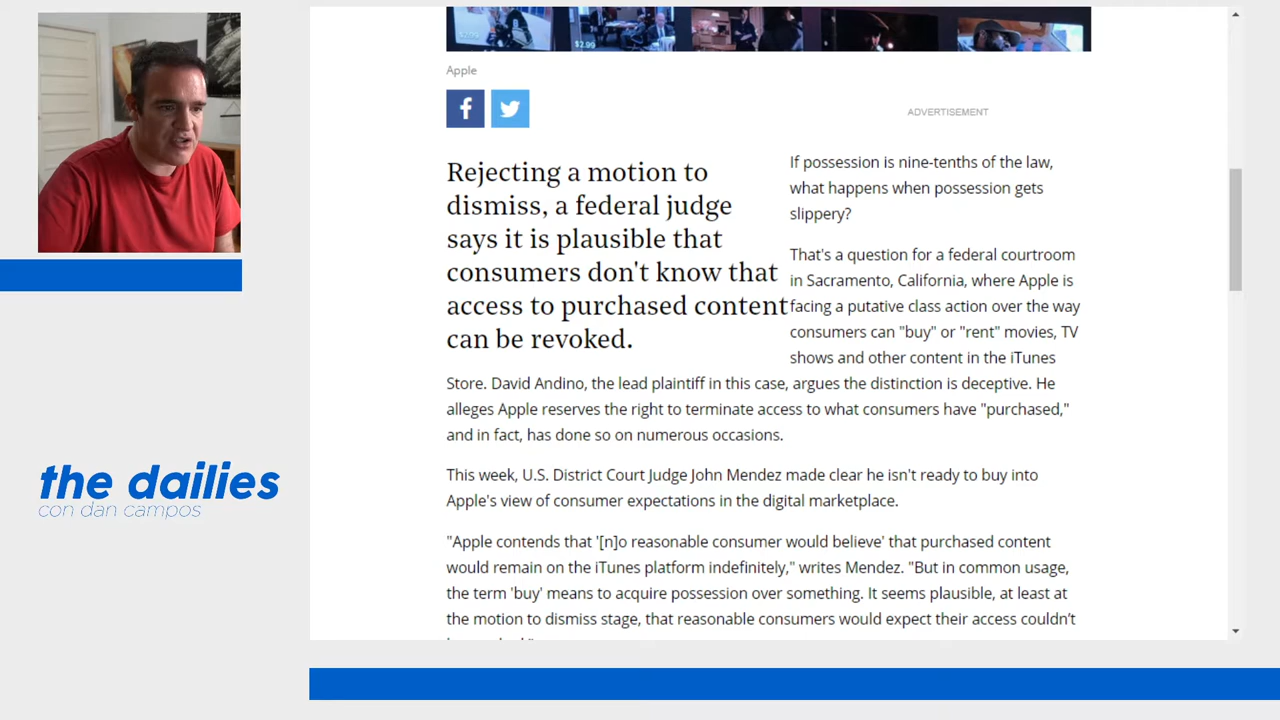 $2.99
$2.99
Apple
ADVERTISEMENT
Rejecting a motion to
dismiss, a federal judge
says it is plausible that
consumers don't know that
access to purchased content
can be revoked.
If possession is nine-tenths of the law,
what happens when possession gets
slippery?
That's a question for a federal courtroom
in Sacramento, California, where Apple is
facing a putative class action over the way
consumers can "buy" or "rent" movies, TV
shows and other content in the iTunes
Store. David Andino, the lead plaintiff in this case, argues the distinction is deceptive. He
alleges Apple reserves the right to terminate access to what consumers have "purchased,"
and in fact, has done so on numerous occasions.
This week, U.S. District Court Judge John Mendez made clear he isn't ready to buy into
Apple's view of consumer expectations in the digital marketplace.
"Apple contends that '[n]o reasonable consumer would believe' that purchased content
would remain on the iTunes platform indefinitely," writes Mendez. "But in common usage,
the term 'buy' means to acquire possession over something. It seems plausible, at least at
the motion to dismiss stage, that reasonable consumers would expect their access couldn't
the dailies
con dan campos